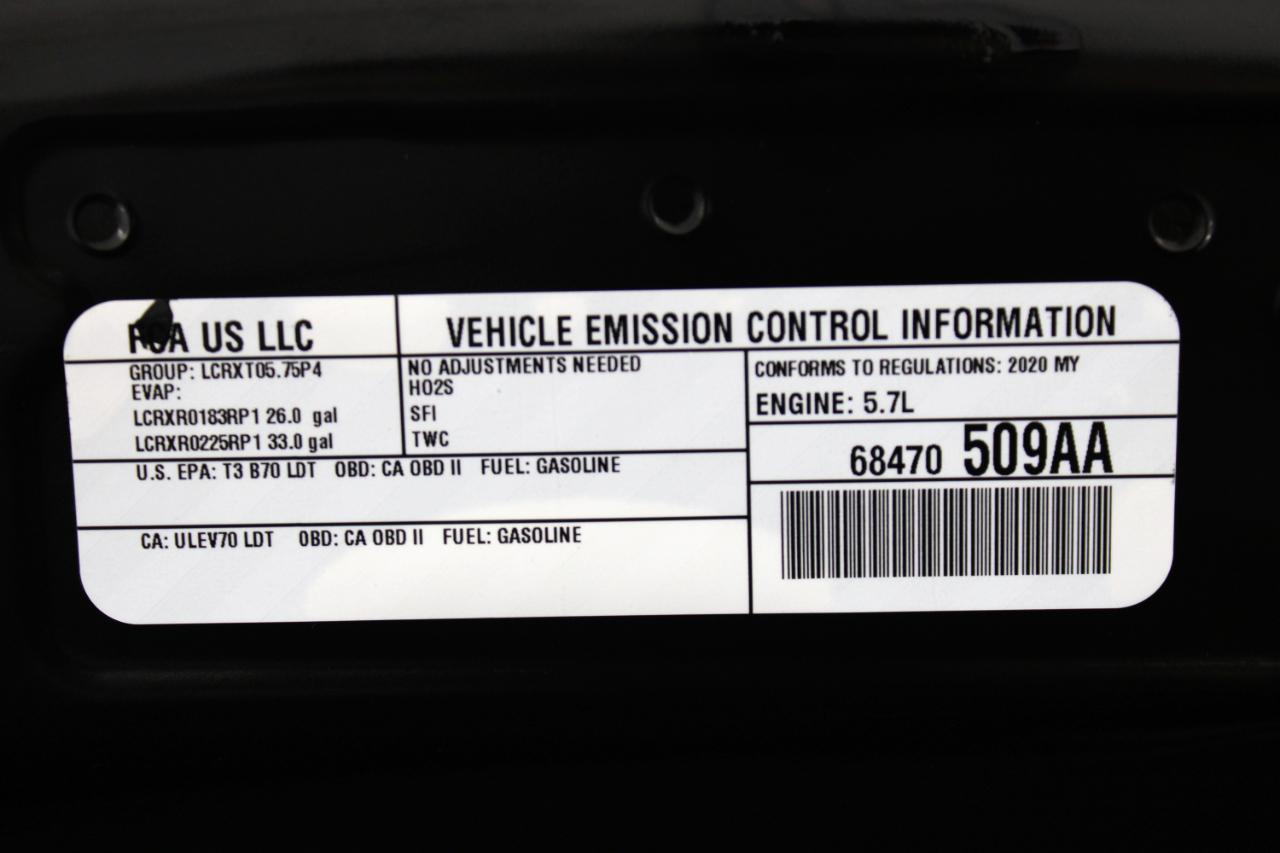 FCA US LLC
VEHICLE EMISSION CONTROL INFORMATION
GROUP: LCRXT05.75P4
EVAP:
LCRXR0183RP1 26.0 gal
LCRXR0225RP1 33.0 gal
NO ADJUSTMENTS NEEDED
HO2S
SFI
TWC
CONFORMS TO REGULATIONS: 2020 MY
ENGINE: 5.7L
68470 509AA
U.S. EPA: T3 B70 LDT OBD: CA OBD II FUEL: GASOLINE
CA: ULEV70 LDT OBD: CA OBD II FUEL: GASOLINE